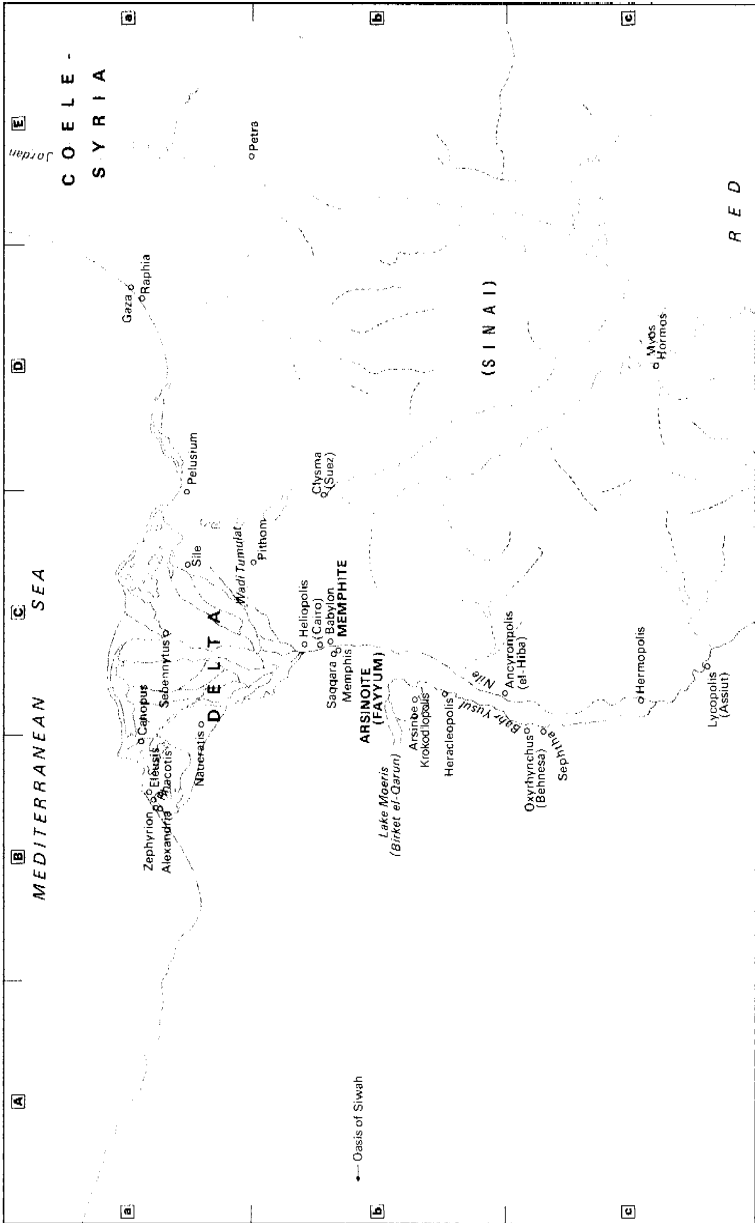 A
B
C
D
E
a
b
c
a
b
c
MEDITERRANEAN SEA
COELE-
SYRIA
Jordan
Gaza
Raphia
Petra
Pelusium
Sile
Wadi Tumulat
Pithom
Clysma
(Suez)
Canopus
Sebennytus
DELTA
Zephyrion
Eleusis
Rhacotis
Alexandria
Naucratis
Heliopolis
(Cairo)
Babylon
MEMPHITE
Saqqara
Memphis
ARSINOITE
(FAYYUM)
Lake Moeris
(Birket el-Qarun)
Arsinoe
Krokodilopolis
Heracleopolis
Nile
Bahr Yusuf
Ancyronpolis
(el-Hiba)
Oxyrhynchus
(Behnesa)
Sephtha
(SINAI)
Myos
Hormos
Hermopolis
Lycopolis
(Assiut)
RED
Oasis of Siwah